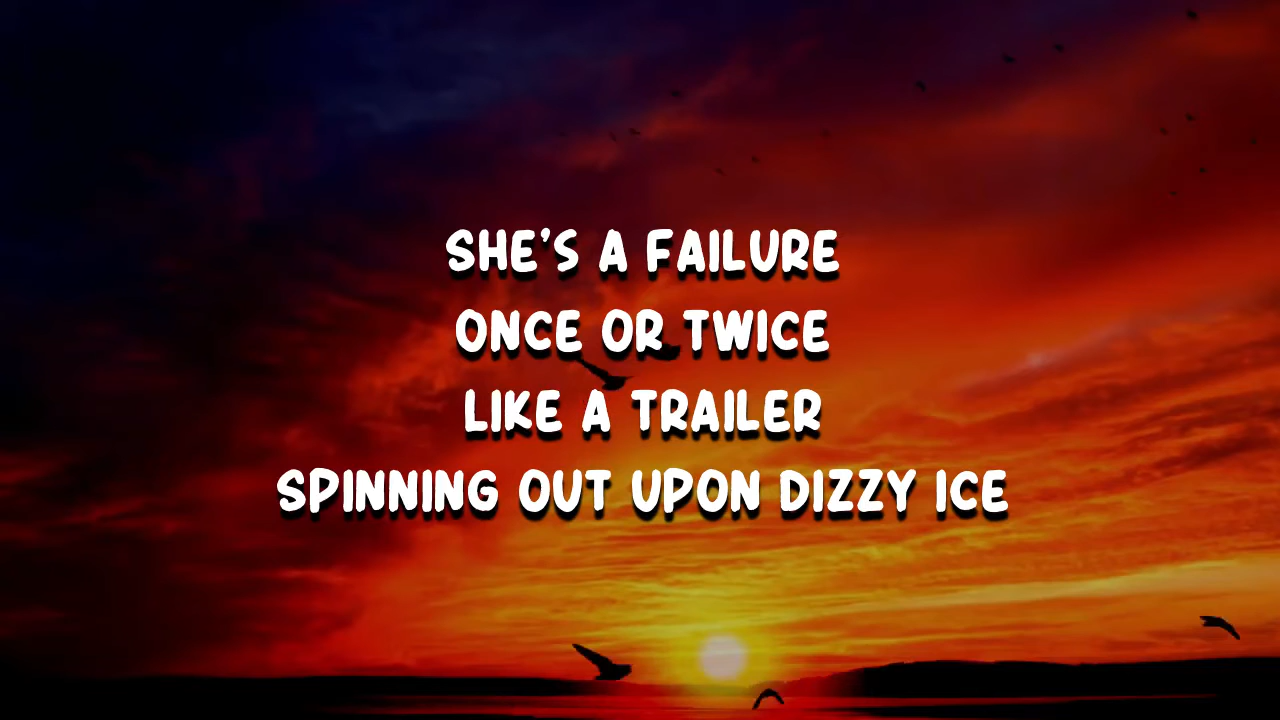 SHE'S A FAILURE
ONCE OR TWICE
LIKE A TRAILER
SPINNING OUT UPON DIZZY ICE